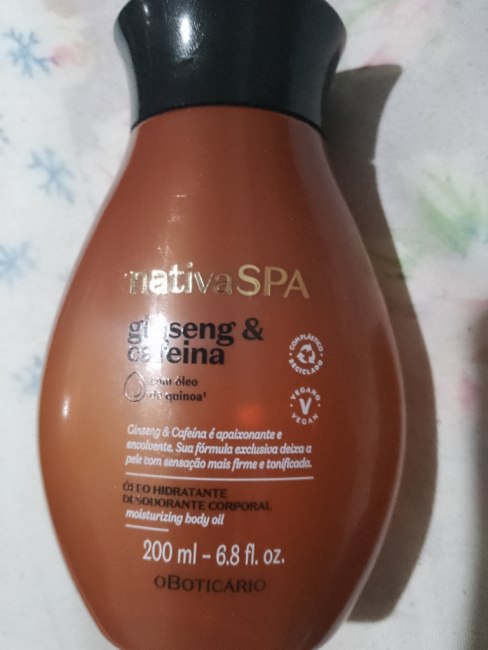 nativa SPA
ginseng &
cafeína
com óleo
de quinoa¹
COM PLÁSTICO
RECICLADO
VEGANO
V
VEGAN
Ginseng & Cafeína é apaixonante e
envolvente. Sua fórmula exclusiva deixa a
pele com sensação mais firme e tonificada.
ÓLEO HIDRATANTE
DESODORANTE CORPORAL
moisturizing body oil
200 ml – 6.8 fl. oz.
oBOTICÁRIO